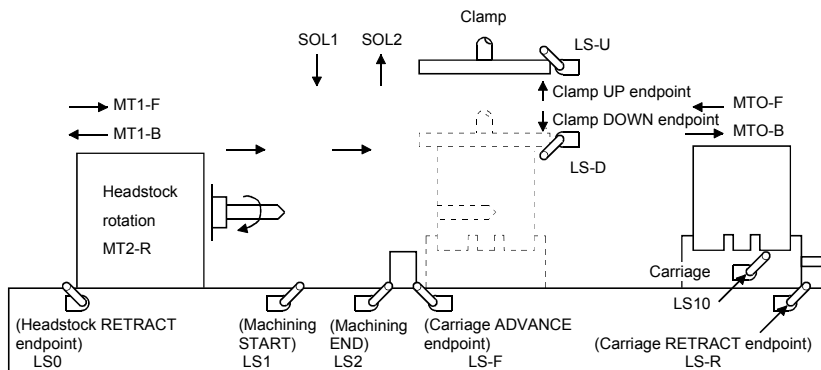 Clamp
SOL1
SOL2
LS-U
MT1-F
MT1-B
Clamp UP endpoint
Clamp DOWN endpoint
MTO-F
MTO-B
LS-D
Headstock
rotation
MT2-R
Carriage
LS10
(Headstock RETRACT
endpoint)
LS0
(Machining
START)
LS1
(Machining
END)
LS2
(Carriage ADVANCE
endpoint)
LS-F
(Carriage RETRACT endpoint)
LS-R